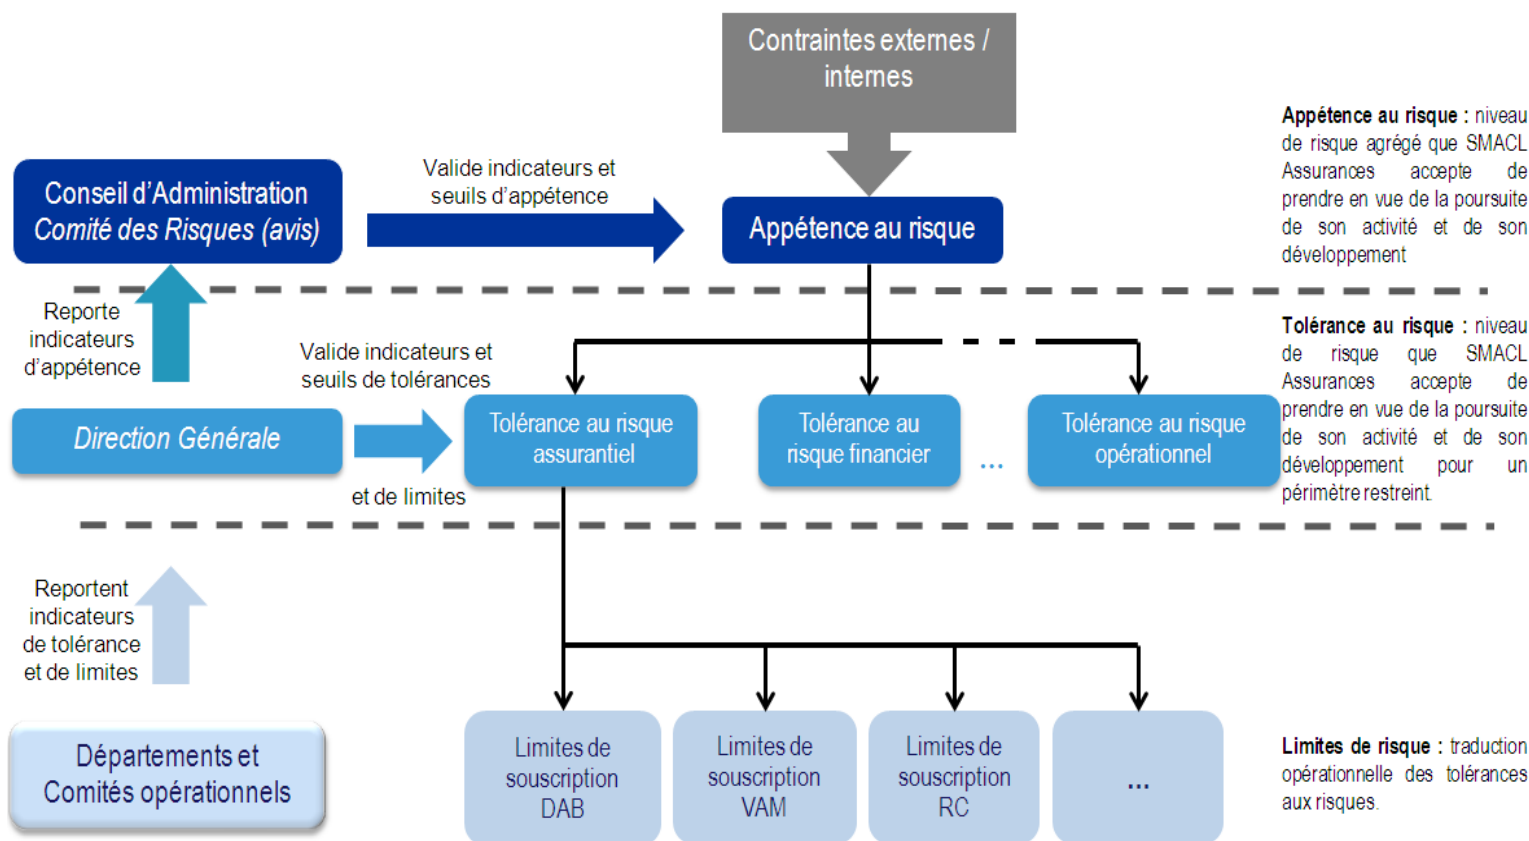 Contraintes externes /
internes
Appétence au risque : niveau
de risque agrégé que SMACL
Assurances accepte de
prendre en vue de la poursuite
de son activité et de son
développement
Valide indicateurs et
seuils d'appétence
Conseil d'Administration
Comité des Risques (avis)
Appétence au risque
Reporte
indicateurs
d'appétence
Valide indicateurs et
seuils de tolérances
et de limites
Direction Générale
Tolérance au risque
assurantiel
Tolérance au
risque financier
...
Tolérance au risque
opérationnel
Tolérance au risque : niveau
de risque que SMACL
Assurances accepte de
prendre en vue de la poursuite
de son activité et de son
développement pour un
périmètre restreint.
Reportent
indicateurs
de tolérance
et de limites
Départements et
Comités opérationnels
Limites de
souscription
DAB
Limites de
souscription
VAM
Limites de
souscription
RC
...
Limites de risque : traduction
opérationnelle des tolérances
aux risques.